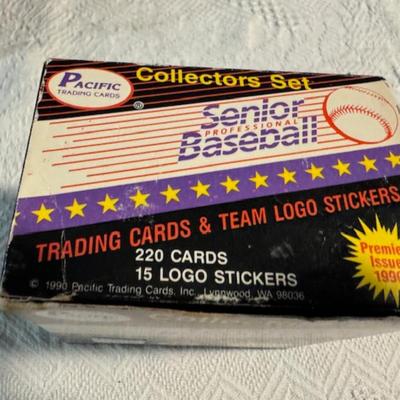 PACIFIC
TRADING CARDS
®
Collectors Set
Senior
PROFESSIONAL
Baseball
TRADING CARDS & TEAM LOGO STICKERS
220 CARDS
15 LOGO STICKERS
Premier
Issue
1990
© 1990 Pacific Trading Cards, Inc. Lynnwood, WA 98036